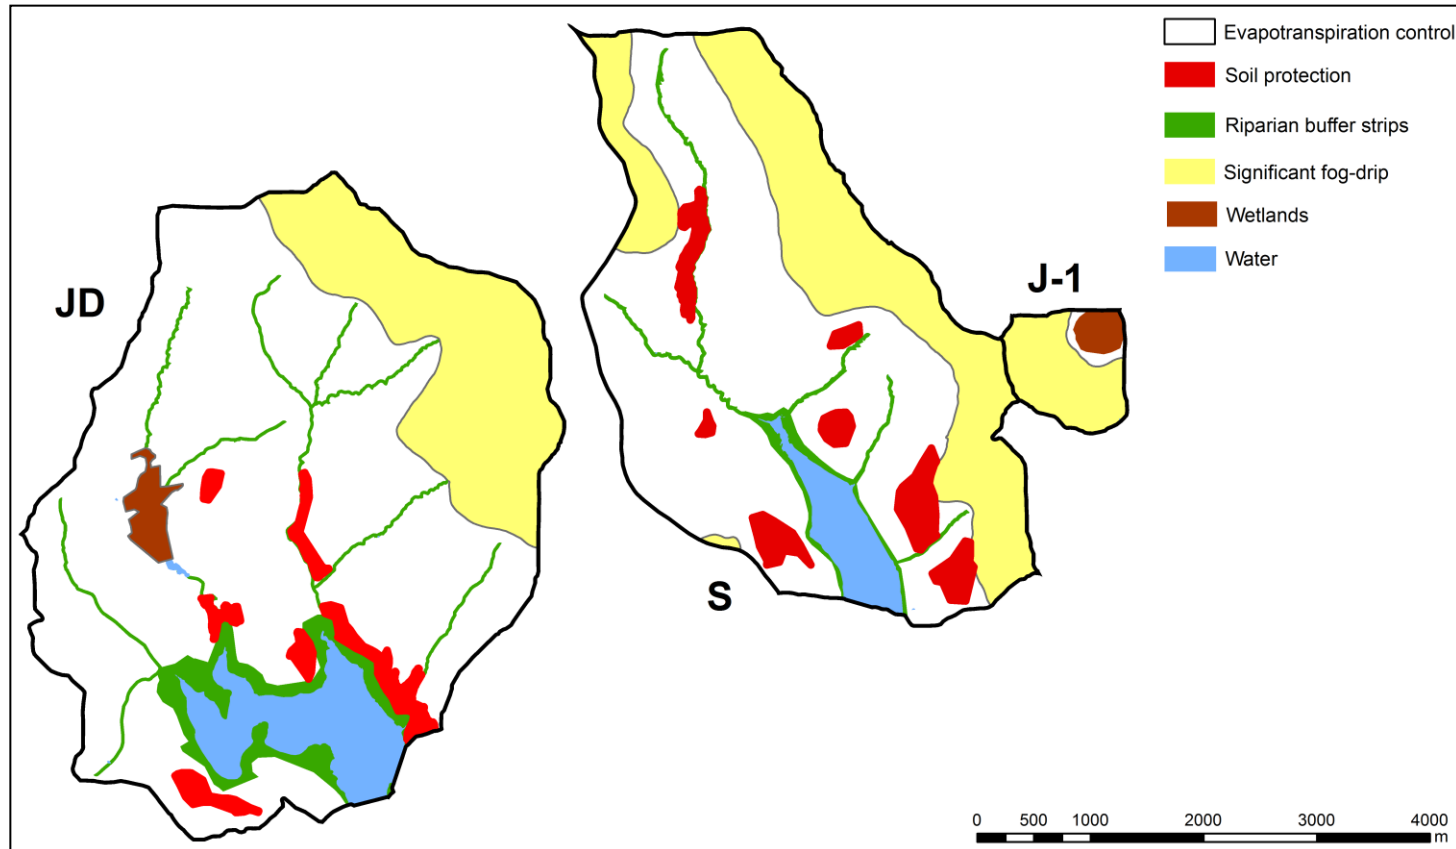 Evapotranspiration control
Soil protection
Riparian buffer strips
Significant fog-drip
Wetlands
Water
J-1
JD
S
0 500 1000 2000 3000 4000
m